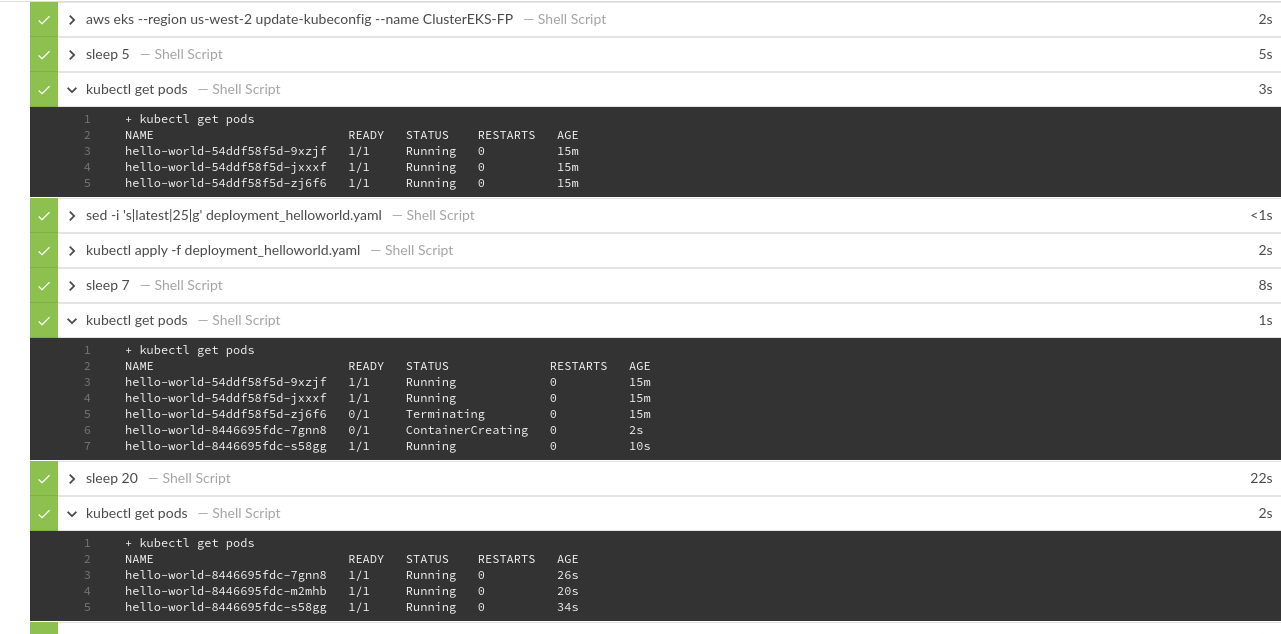 aws eks --region us-west-2 update-kubeconfig --name ClusterEKS-FP — Shell Script 2s
sleep 5 — Shell Script 5s
kubectl get pods — Shell Script 3s
1 + kubectl get pods
2 NAME READY STATUS RESTARTS AGE
3 hello-world-54ddf58f5d-9xzjf 1/1 Running 0 15m
4 hello-world-54ddf58f5d-jxxxf 1/1 Running 0 15m
5 hello-world-54ddf58f5d-zj6f6 1/1 Running 0 15m
sed -i 's|latest|25|g' deployment_helloworld.yaml — Shell Script <1s
kubectl apply -f deployment_helloworld.yaml — Shell Script 2s
sleep 7 — Shell Script 8s
kubectl get pods — Shell Script 1s
1 + kubectl get pods
2 NAME READY STATUS RESTARTS AGE
3 hello-world-54ddf58f5d-9xzjf 1/1 Running 0 15m
4 hello-world-54ddf58f5d-jxxxf 1/1 Running 0 15m
5 hello-world-54ddf58f5d-zj6f6 0/1 Terminating 0 15m
6 hello-world-8446695fdc-7gnn8 0/1 ContainerCreating 0 2s
7 hello-world-8446695fdc-s58gg 1/1 Running 0 10s
sleep 20 — Shell Script 22s
kubectl get pods — Shell Script 2s
1 + kubectl get pods
2 NAME READY STATUS RESTARTS AGE
3 hello-world-8446695fdc-7gnn8 1/1 Running 0 26s
4 hello-world-8446695fdc-m2mhb 1/1 Running 0 20s
5 hello-world-8446695fdc-s58gg 1/1 Running 0 34s